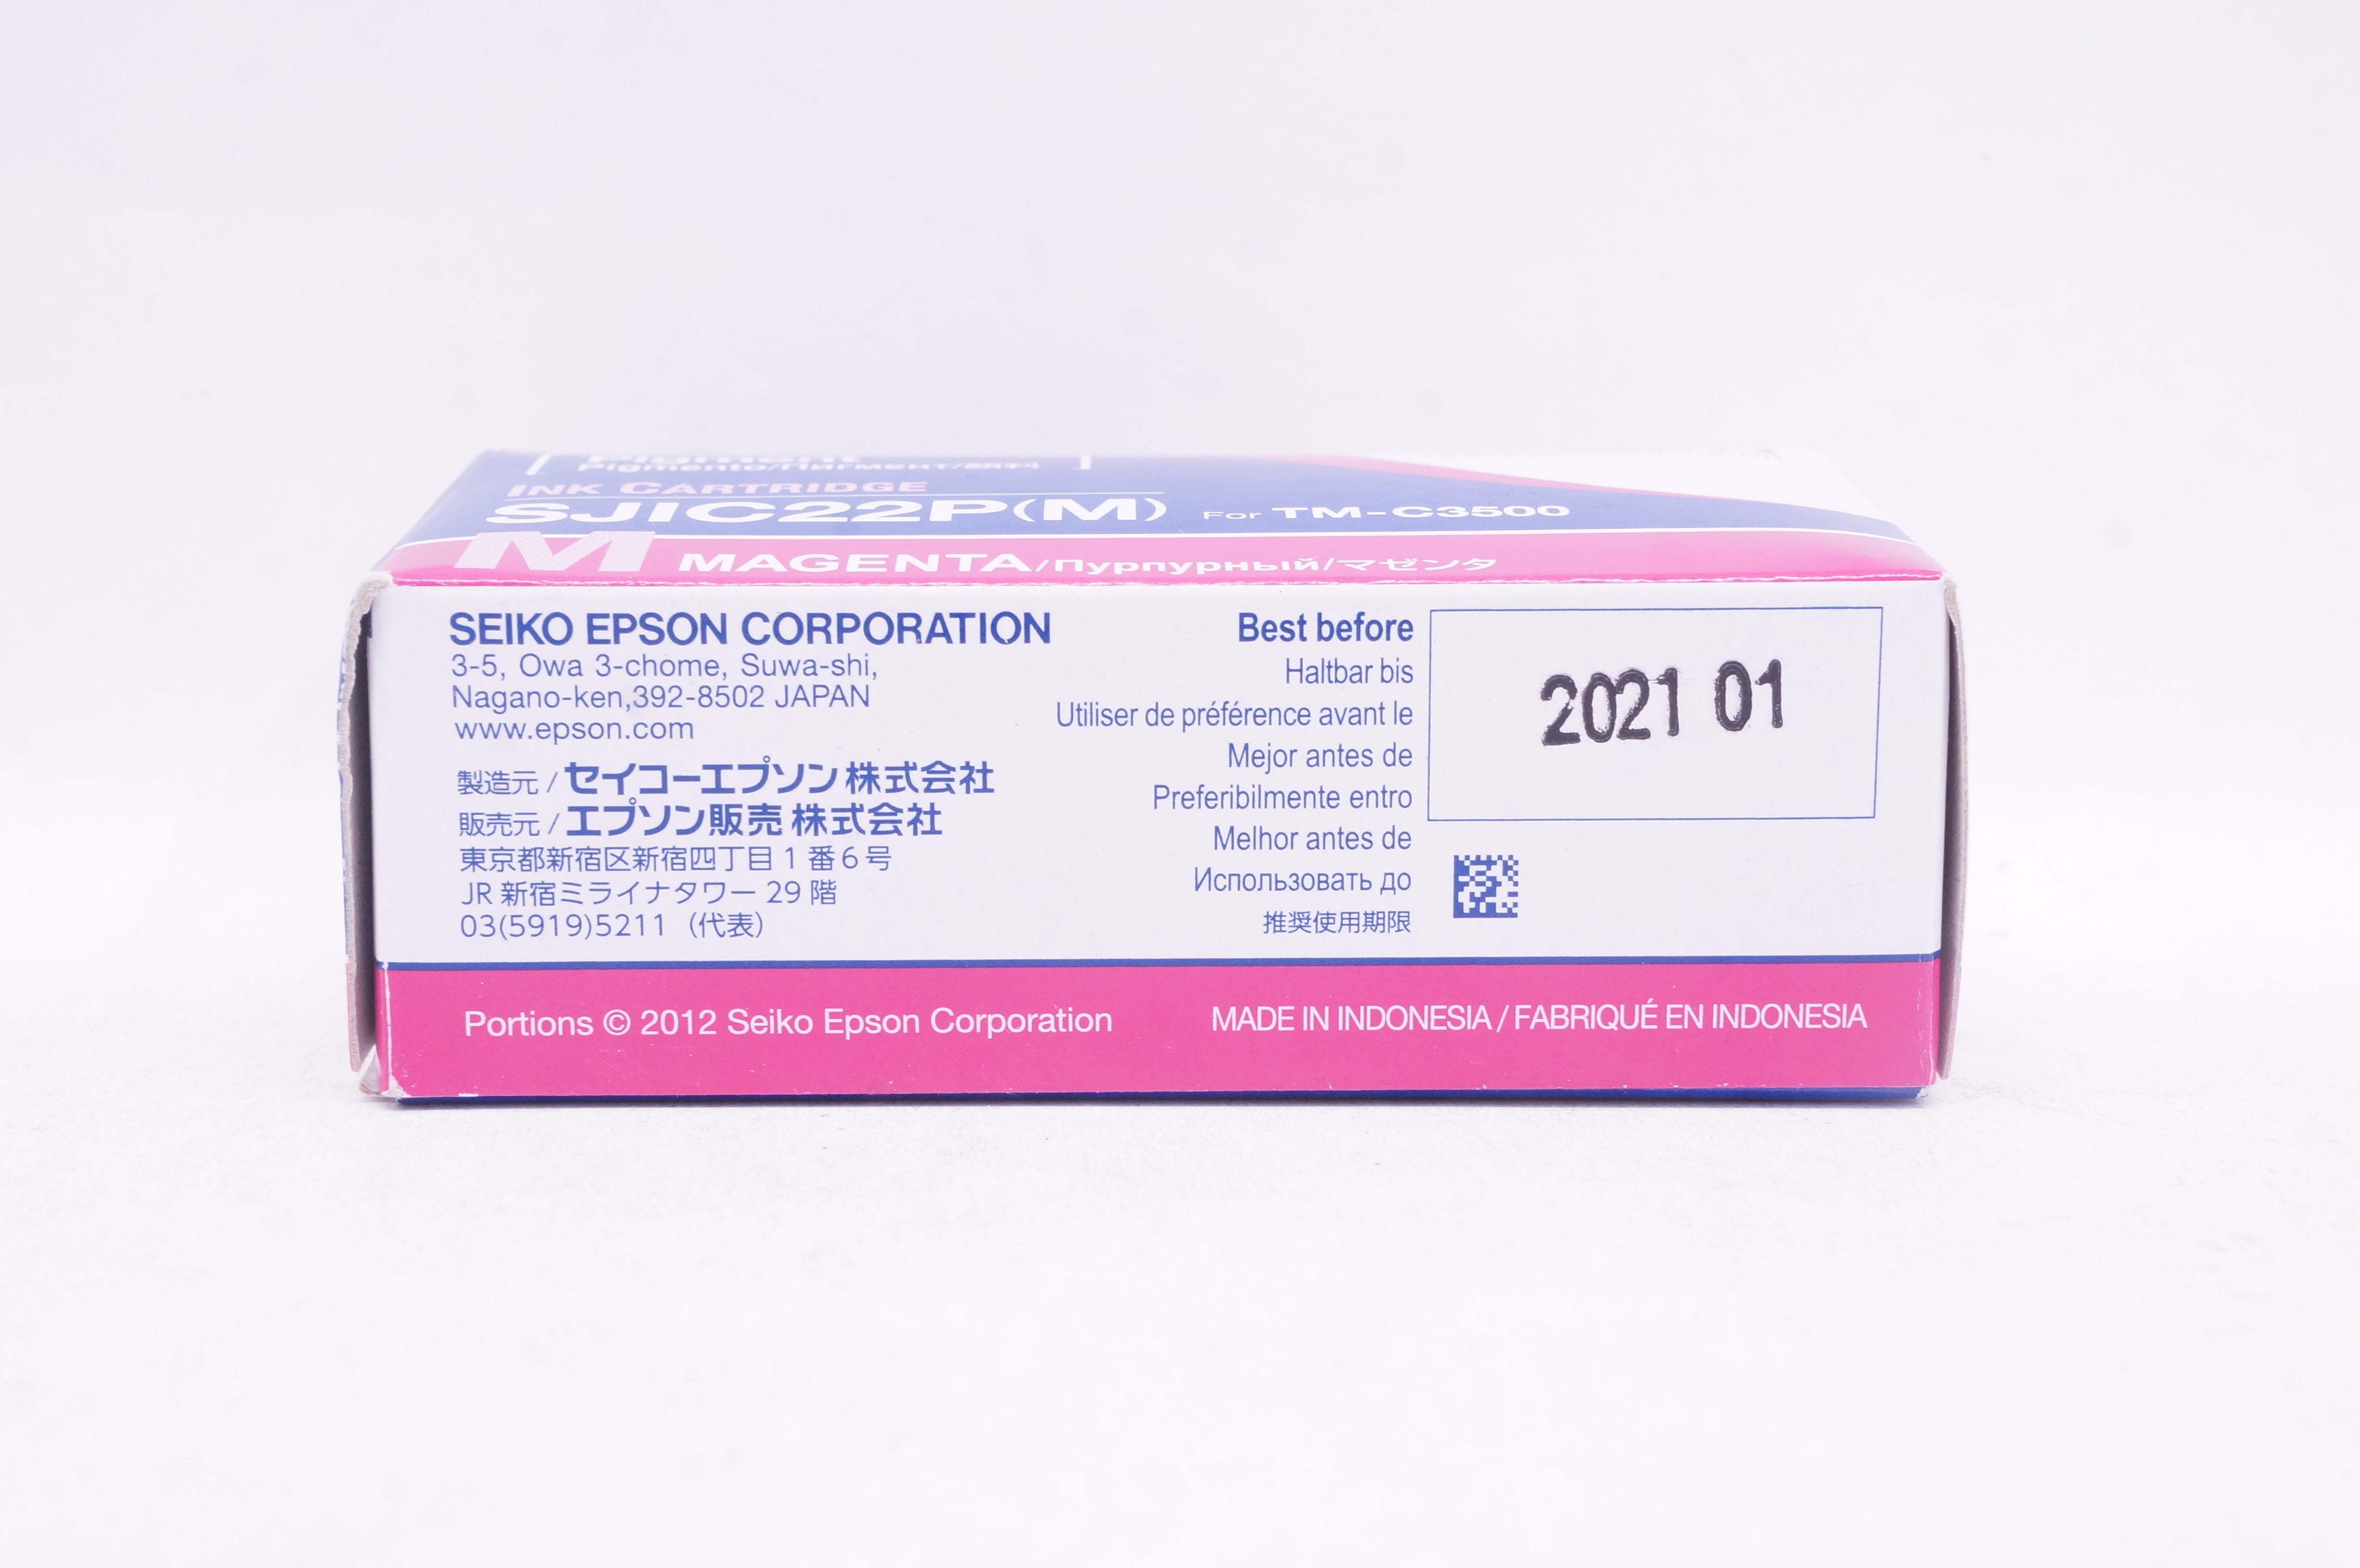 Pigment
Pigmento/Пигмент/顔料
INK CARTRIDGE
SJIC22P(M) For TM-C3500
M MAGENTA/Пурпурный/マゼンタ
SEIKO EPSON CORPORATION
3-5, Owa 3-chome, Suwa-shi,
Nagano-ken,392-8502 JAPAN
www.epson.com
製造元 / セイコーエプソン株式会社
販売元 / エプソン販売 株式会社
東京都新宿区新宿四丁目1番6号
JR 新宿ミライナタワー 29 階
03(5919)5211（代表）
Best before
Haltbar bis
Utiliser de préférence avant le
Mejor antes de
Preferibilmente entro
Melhor antes de
Использовать до
推奨使用期限
2021 01
Portions © 2012 Seiko Epson Corporation
MADE IN INDONESIA / FABRIQUÉ EN INDONESIA